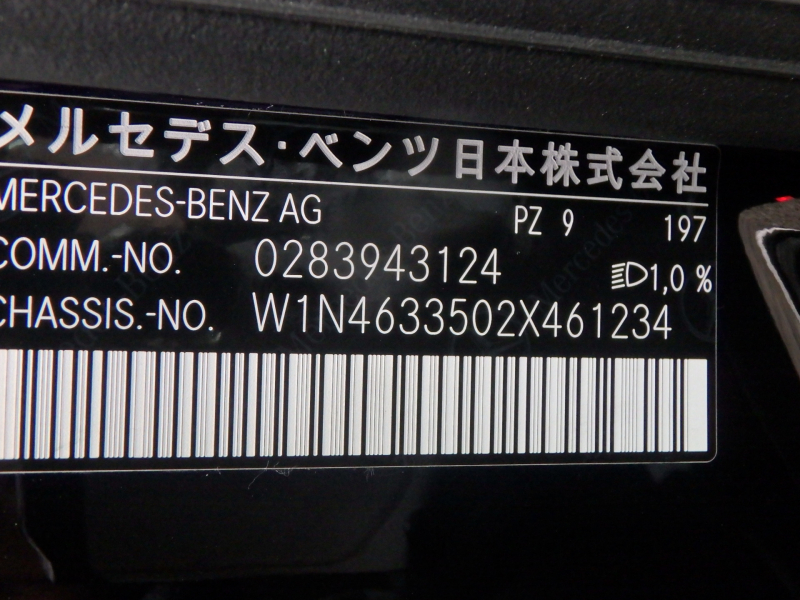 メルセデス・ベンツ日本株式会社
MERCEDES-BENZ AG PZ 9 197
COMM.-NO. 0283943124 1,0 %
CHASSIS.-NO. W1N4633502X461234